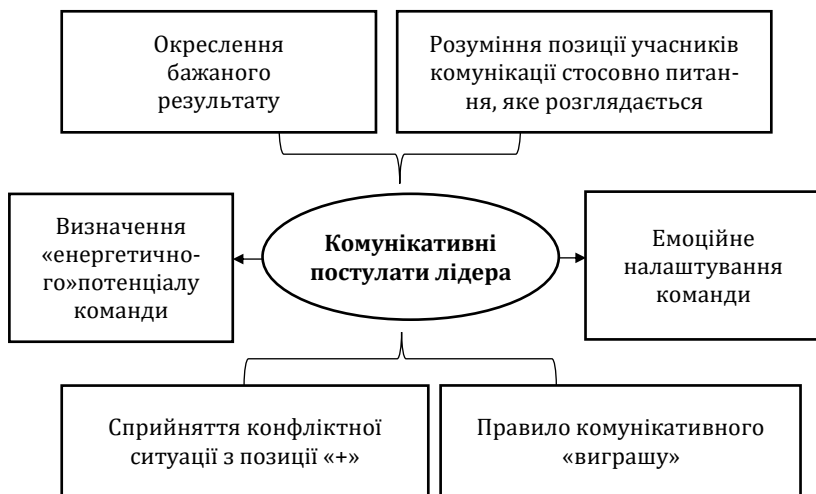 Окреслення
бажаного
результату
Розуміння позиції учасників
комунікації стосовно питан-
ня, яке розглядається
Визначення
«енергетично-
го»потенціалу
команди
Комунікативні
постулати лідера
Емоційне
налаштування
команди
Сприйняття конфліктної
ситуації з позиції «+»
Правило комунікативного
«виграшу»